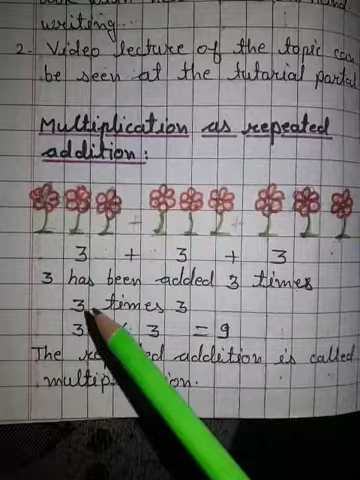 writing.
2. Video lecture of the topic can
be seen at the tutorial portal
Multiplication as repeated
addition:
3 + 3 + 3
3 has been added 3 times
3 times 3
3 3 = 9
The addition is called